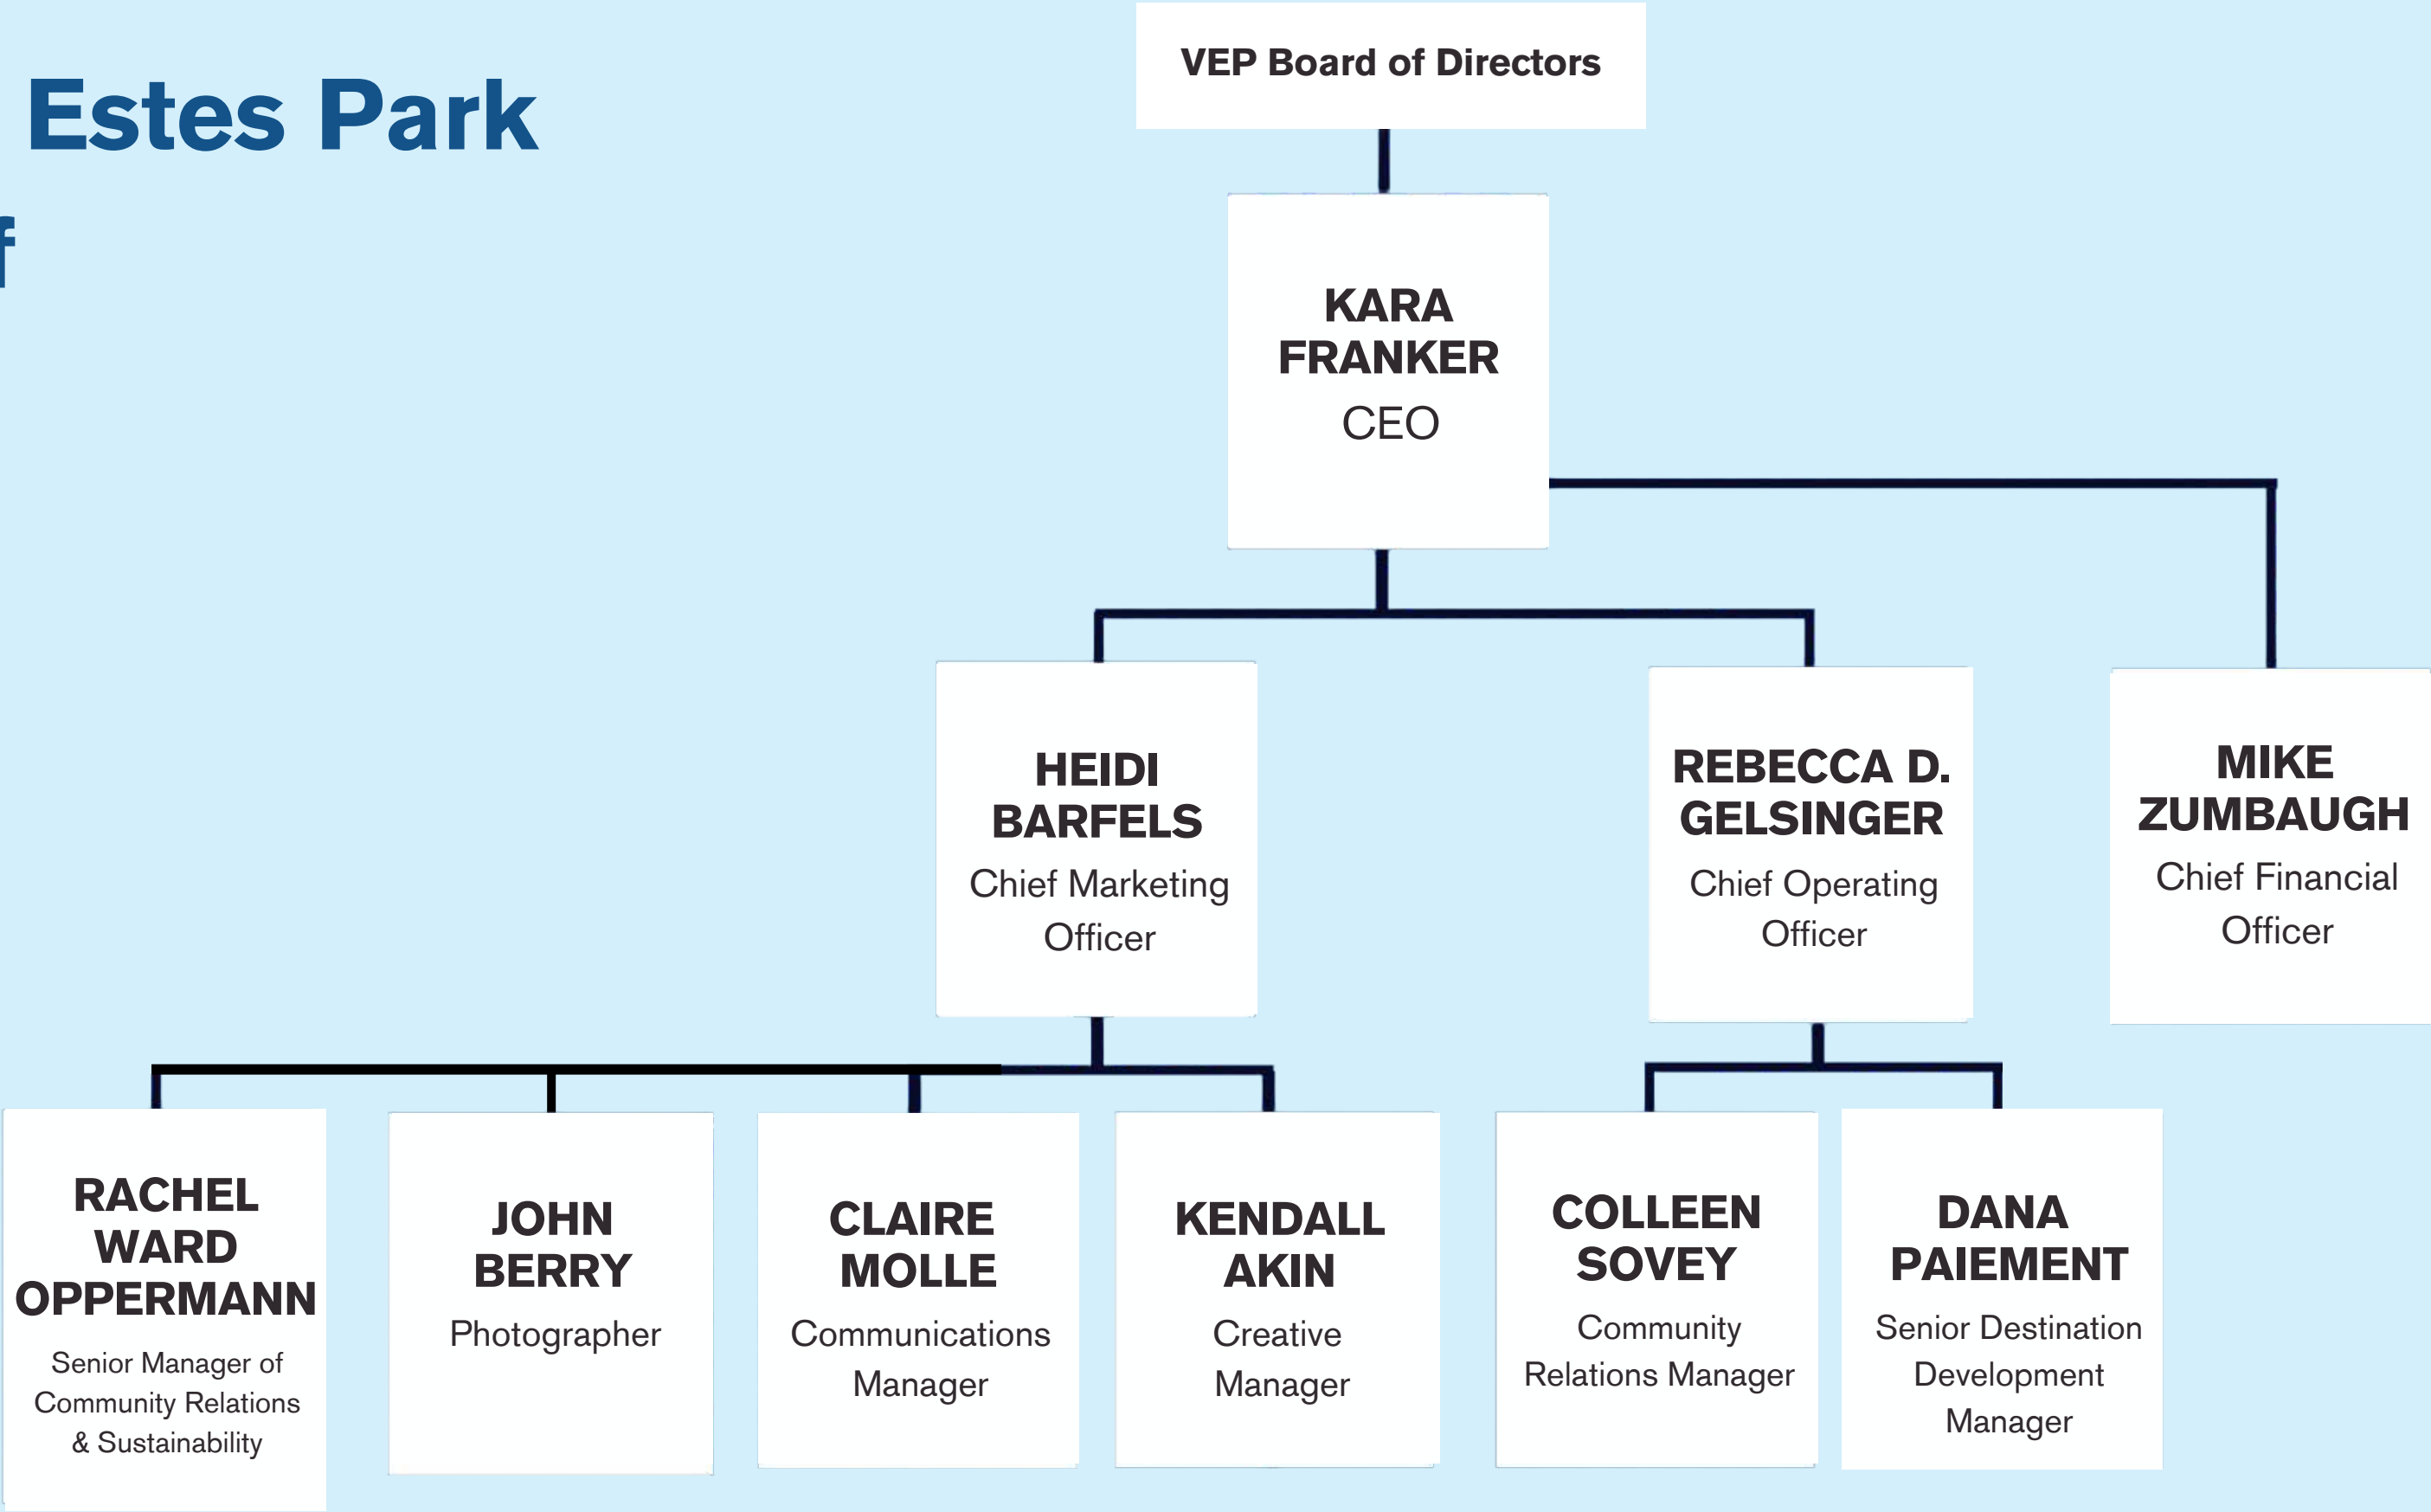 Estes Park
f
VEP Board of Directors
KARA
FRANKER
CEO
HEIDI
BARFELS
Chief Marketing
Officer
REBECCA D.
GELSINGER
Chief Operating
Officer
MIKE
ZUMBAUGH
Chief Financial
Officer
RACHEL
WARD
OPPERMANN
Senior Manager of
Community Relations
& Sustainability
JOHN
BERRY
Photographer
CLAIRE
MOLLE
Communications
Manager
KENDALL
AKIN
Creative
Manager
COLLEEN
SOVEY
Community
Relations Manager
DANA
PAIEMENT
Senior Destination
Development
Manager